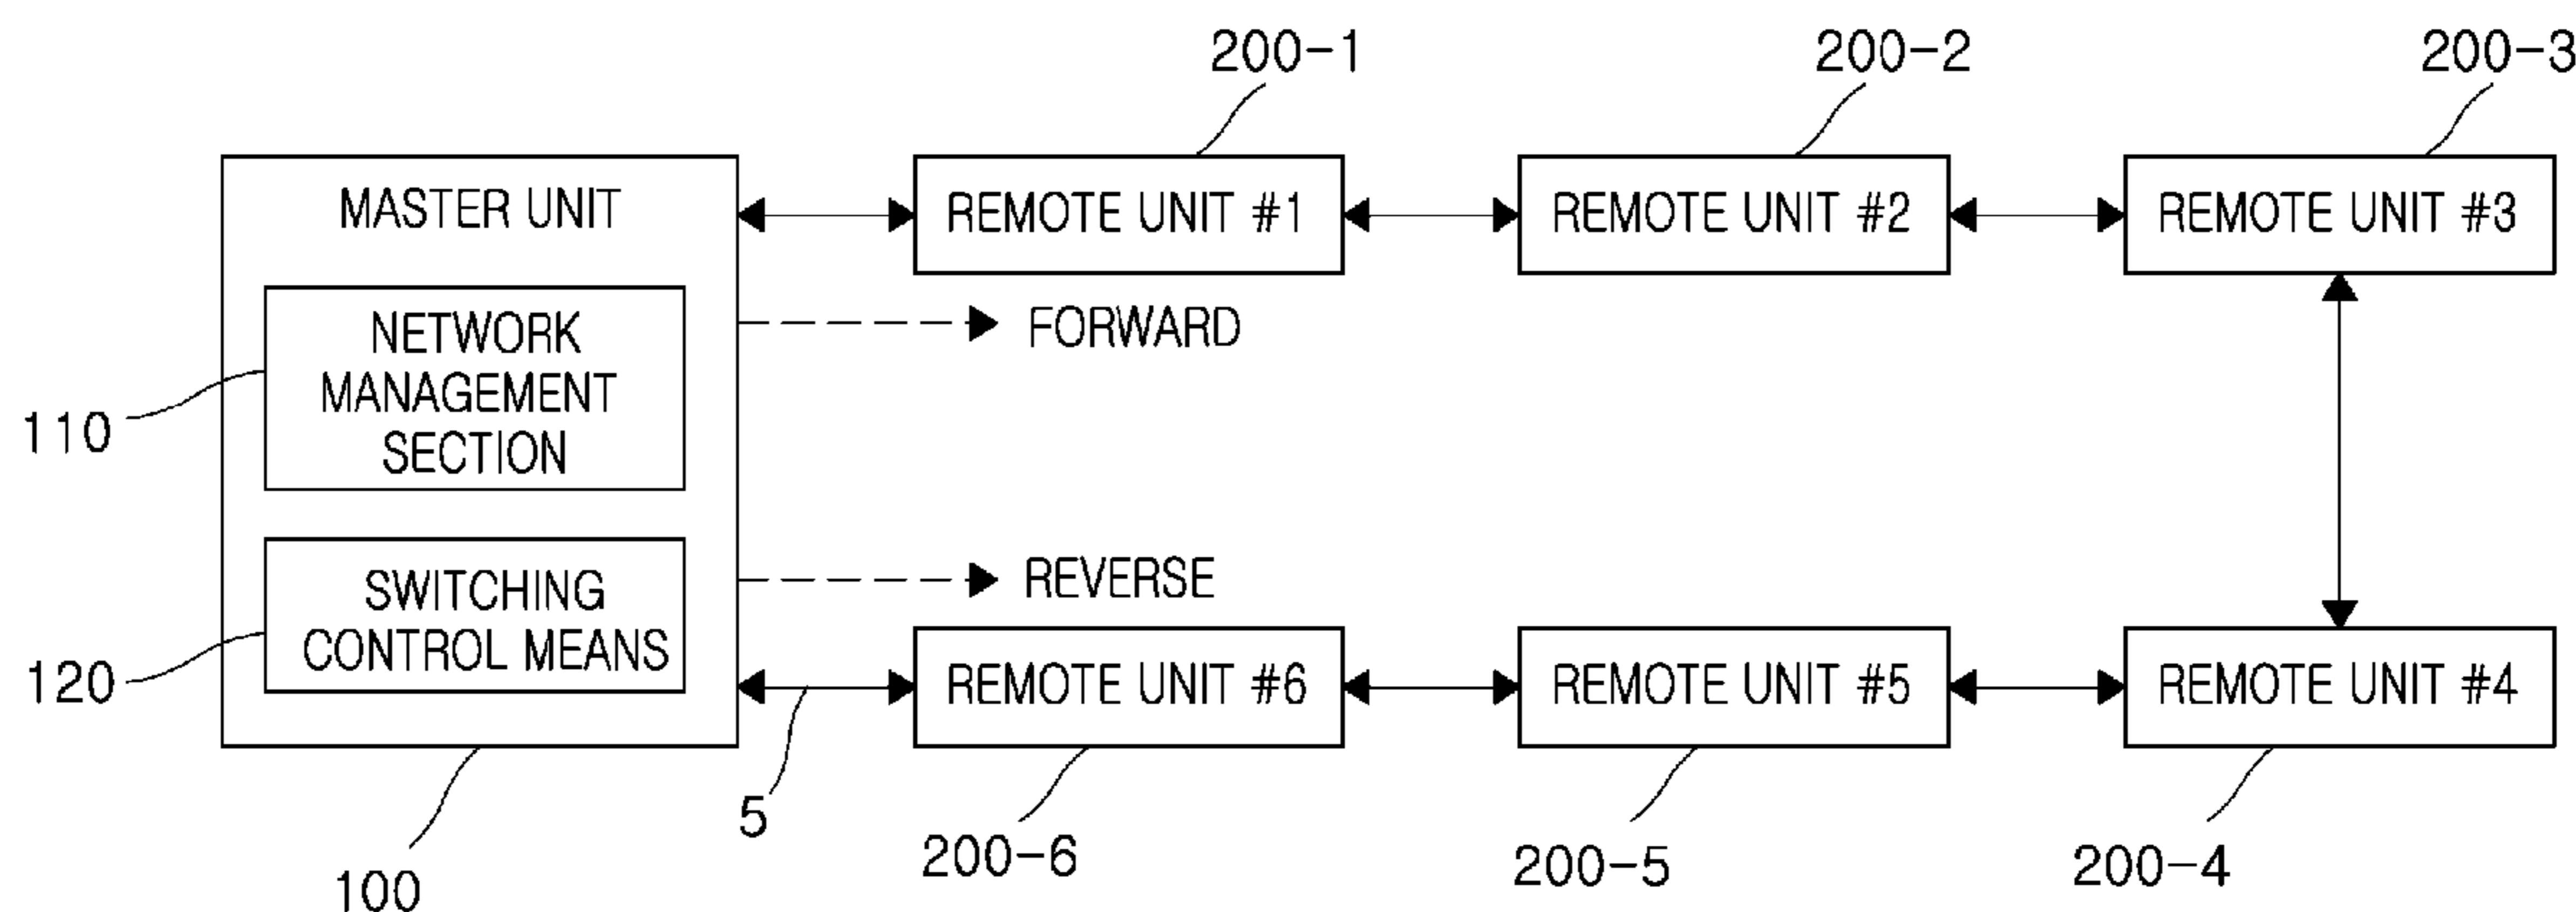 200-1
200-2
200-3
MASTER UNIT
REMOTE UNIT #1
REMOTE UNIT #2
REMOTE UNIT #3
NETWORK
MANAGEMENT
SECTION
FORWARD
110
SWITCHING
CONTROL MEANS
REVERSE
120
REMOTE UNIT #6
REMOTE UNIT #5
REMOTE UNIT #4
5
100
200-6
200-5
200-4